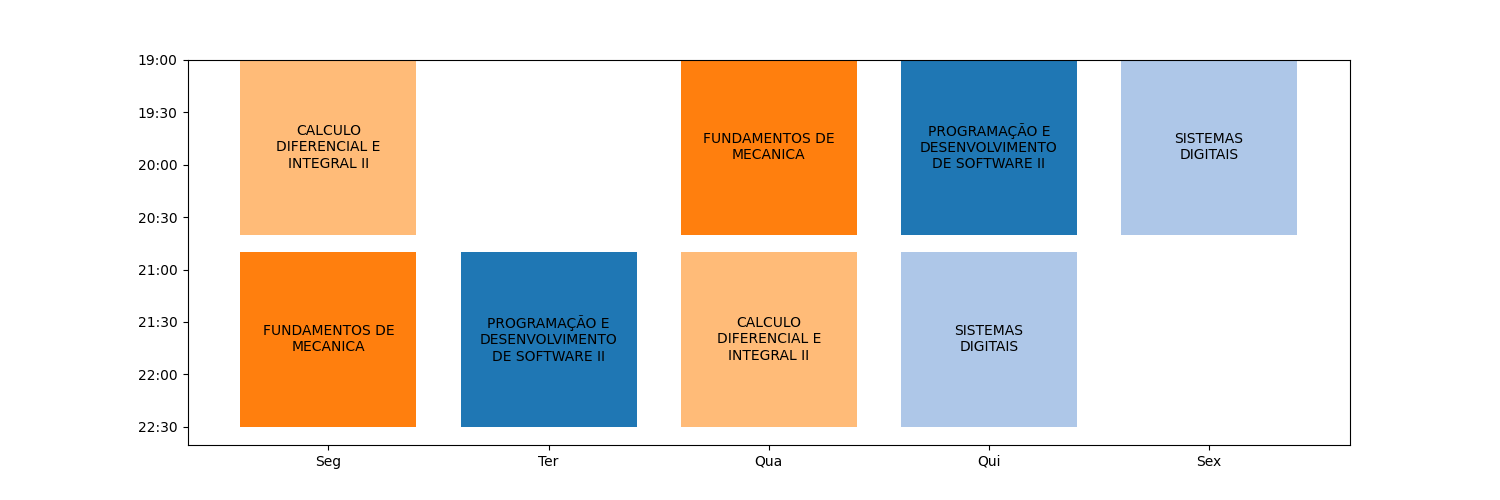 19:00
19:30
20:00
20:30
21:00
21:30
22:00
22:30
CALCULO
DIFERENCIAL E
INTEGRAL II
FUNDAMENTOS DE
MECANICA
PROGRAMAÇÃO E
DESENVOLVIMENTO
DE SOFTWARE II
SISTEMAS
DIGITAIS
FUNDAMENTOS DE
MECANICA
PROGRAMAÇÃO E
DESENVOLVIMENTO
DE SOFTWARE II
CALCULO
DIFERENCIAL E
INTEGRAL II
SISTEMAS
DIGITAIS
Seg
Ter
Qua
Qui
Sex